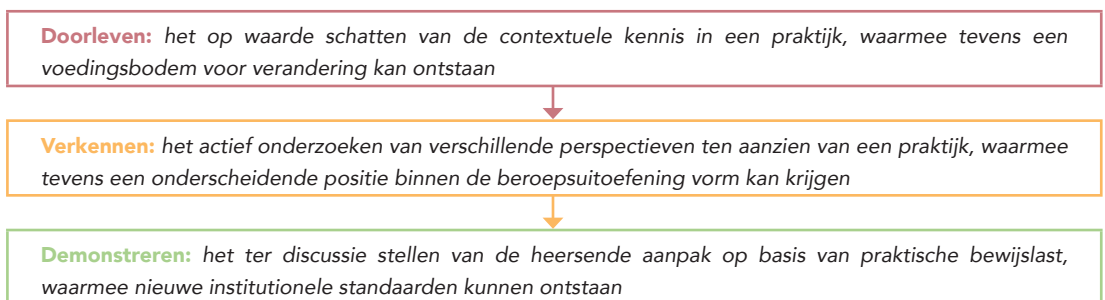 Doorleven: het op waarde schatten van de contextuele kennis in een praktijk, waarmee tevens een
voedingsbodem voor verandering kan ontstaan
Verkennen: het actief onderzoeken van verschillende perspectieven ten aanzien van een praktijk, waarmee
tevens een onderscheidende positie binnen de beroepsuitoefening vorm kan krijgen
Demonstreren: het ter discussie stellen van de heersende aanpak op basis van praktische bewijslast,
waarmee nieuwe institutionele standaarden kunnen ontstaan